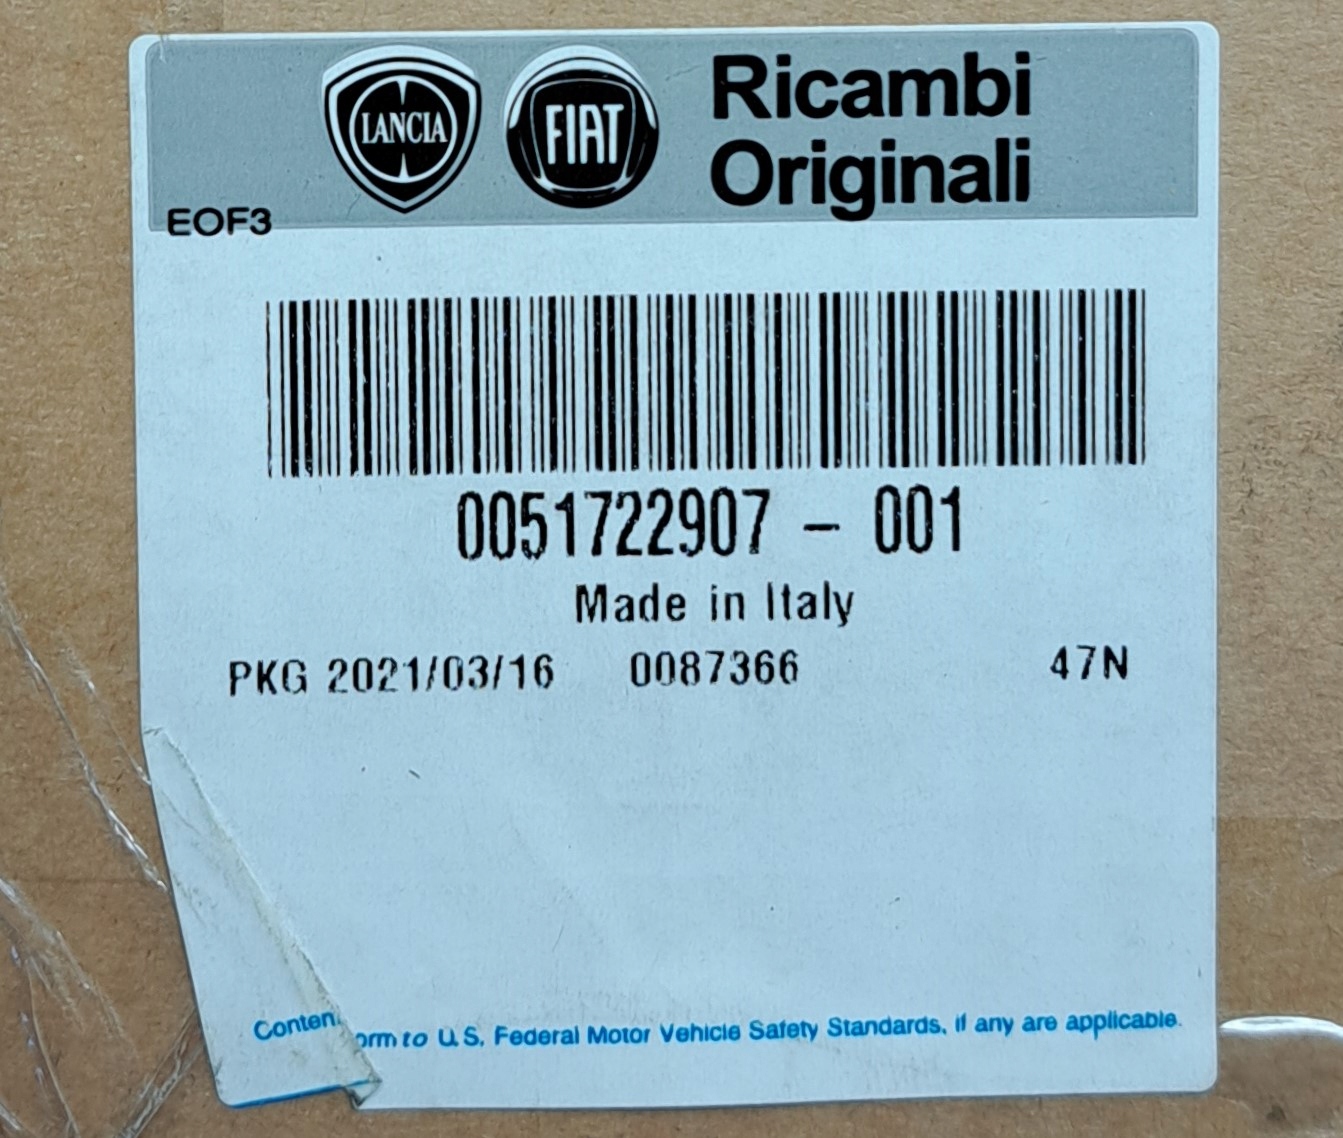 LANCIA FIAT Ricambi
Originali
EOF3
0051722907 - 001
Made in Italy
PKG 2021/03/16 0087366 47N
to U.S. Federal Motor Vehicle Safety Standards, if any are applicable.